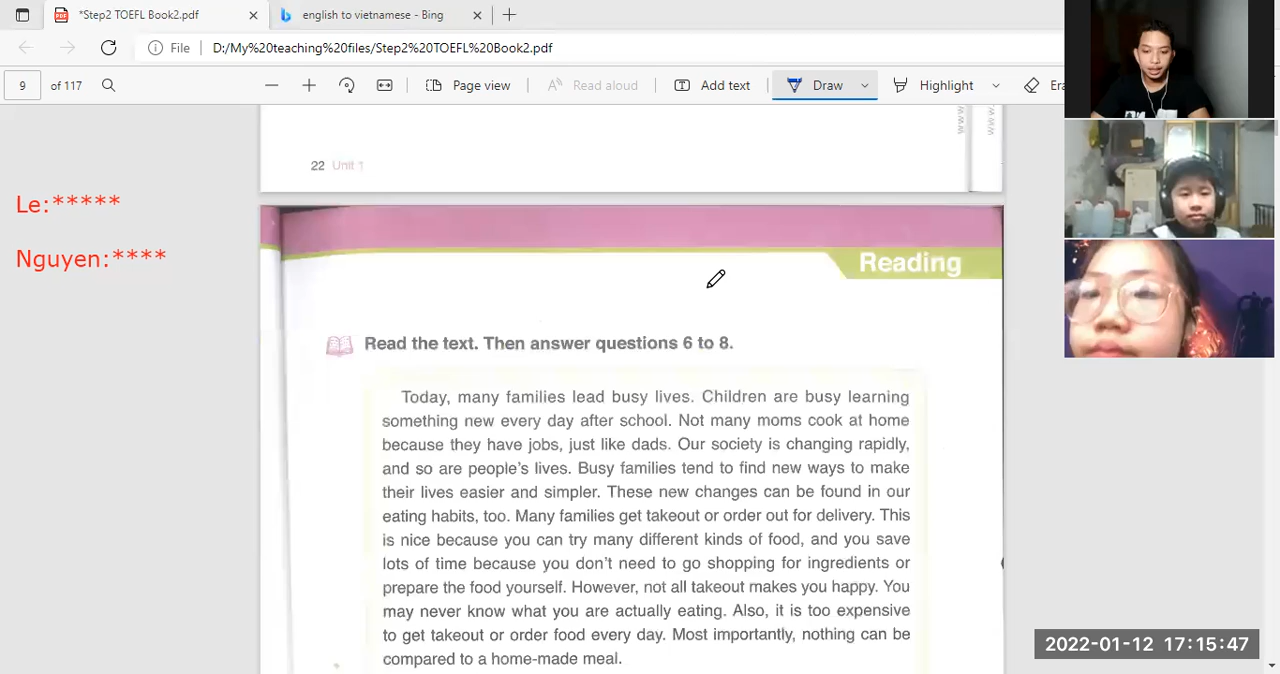 *Step2 TOEFL Book2.pdf
english to vietnamese - Bing
File
D:/My%20teaching%20files/Step2%20TOEFL%20Book2.pdf
9 of 117
Page view
Read aloud
Add text
Draw
Highlight
Era
22 Unit 1
Le:*****
Nguyen:****
Reading
Read the text. Then answer questions 6 to 8.
Today, many families lead busy lives. Children are busy learning
something new every day after school. Not many moms cook at home
because they have jobs, just like dads. Our society is changing rapidly,
and so are people's lives. Busy families tend to find new ways to make
their lives easier and simpler. These new changes can be found in our
eating habits, too. Many families get takeout or order out for delivery. This
is nice because you can try many different kinds of food, and you save
lots of time because you don't need to go shopping for ingredients or
prepare the food yourself. However, not all takeout makes you happy. You
may never know what you are actually eating. Also, it is too expensive
to get takeout or order food every day. Most importantly, nothing can be
compared to a home-made meal.
2022-01-12 17:15:47